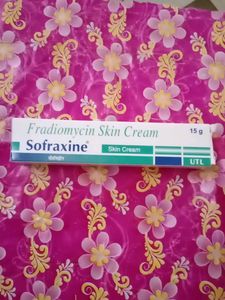 Fradiomycin Skin Cream
15 g
Sofraxine®
Skin Cream
UTL